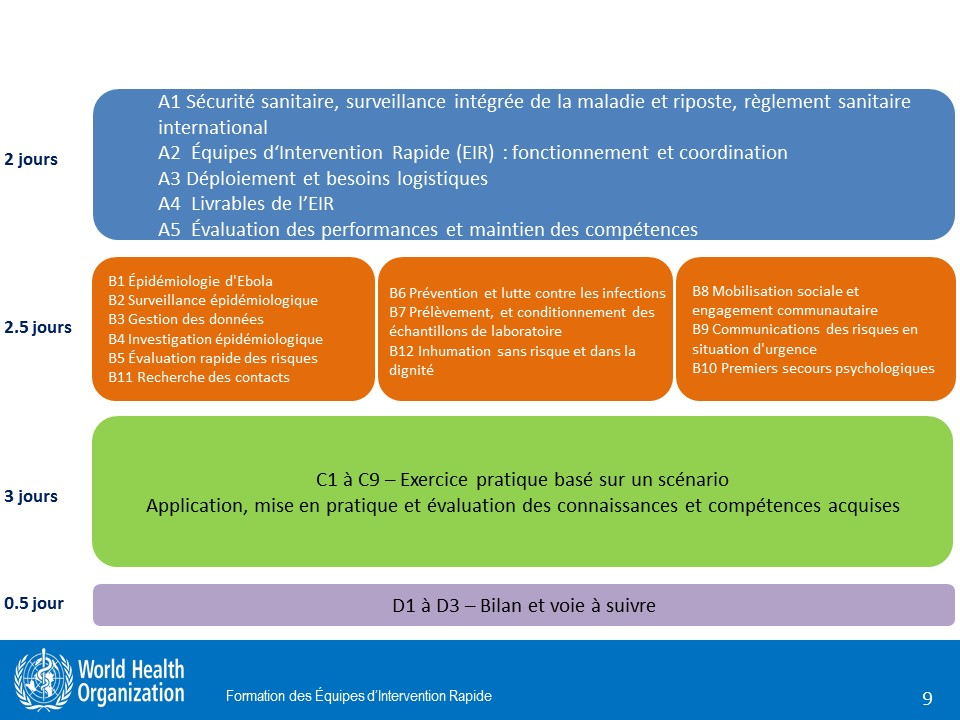 2 jours
A1 Sécurité sanitaire, surveillance intégrée de la maladie et riposte, règlement sanitaire
international
A2 Équipes d‘Intervention Rapide (EIR) : fonctionnement et coordination
A3 Déploiement et besoins logistiques
A4 Livrables de l’EIR
A5 Évaluation des performances et maintien des compétences
2.5 jours
B1 Épidémiologie d'Ebola
B2 Surveillance épidémiologique
B3 Gestion des données
B4 Investigation épidémiologique
B5 Évaluation rapide des risques
B11 Recherche des contacts
B6 Prévention et lutte contre les infections
B7 Prélèvement, et conditionnement des
échantillons de laboratoire
B12 Inhumation sans risque et dans la
dignité
B8 Mobilisation sociale et
engagement communautaire
B9 Communications des risques en
situation d'urgence
B10 Premiers secours psychologiques
3 jours
C1 à C9 – Exercice pratique basé sur un scénario
Application, mise en pratique et évaluation des connaissances et compétences acquises
0.5 jour
D1 à D3 – Bilan et voie à suivre
World Health
Organization
Formation des Équipes d’Intervention Rapide
9